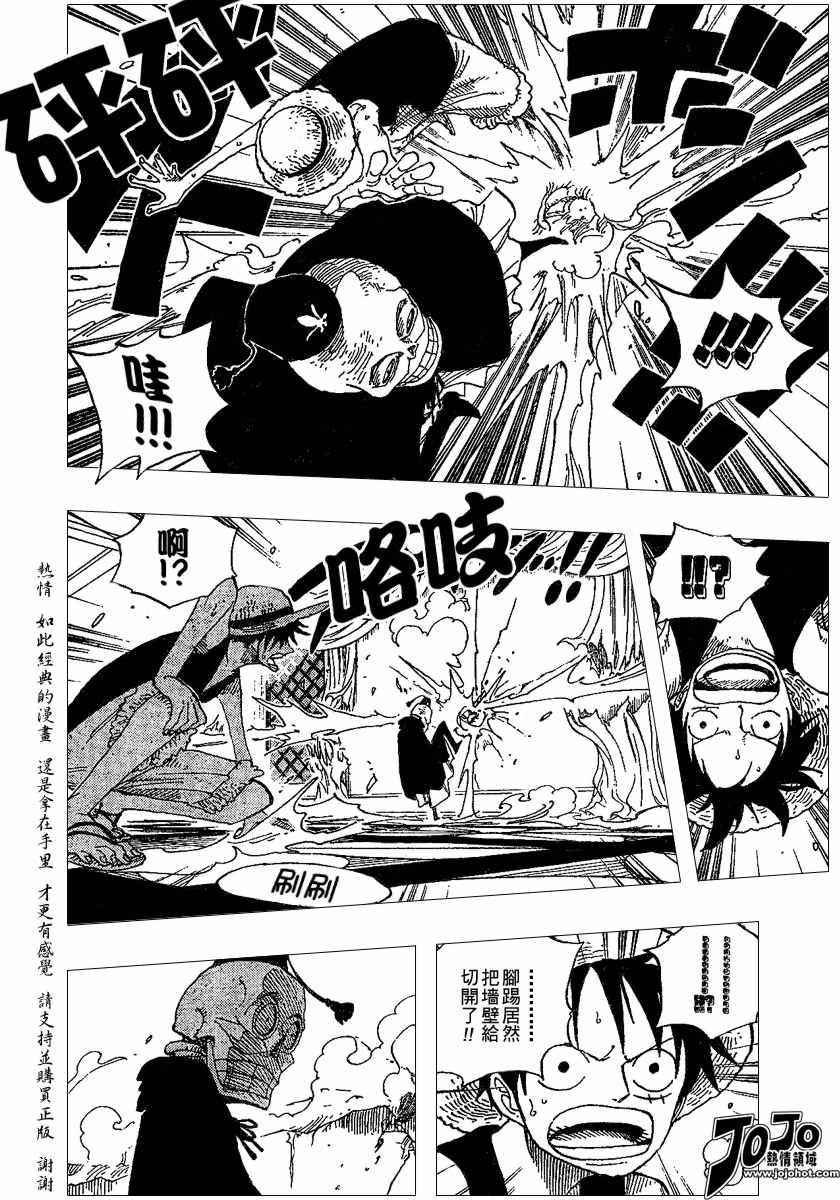 砰砰
!!!!
哇!!!
!!?
咯吱
啊!?
刷刷
!!?
………………
腳踢居然
把墻壁給
切開了!!
熱情 如此經典的漫畫 還是拿在手里 才更有感覺 請支持並購買正版 謝謝
JOJO
熱情領域
www.jojohot.com